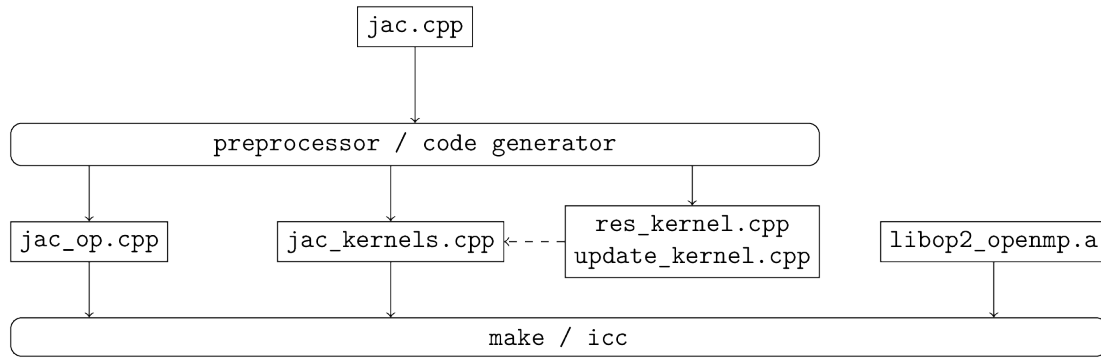 jac.cpp
preprocessor / code generator
jac_op.cpp
jac_kernels.cpp
res_kernel.cpp
update_kernel.cpp
libop2_openmp.a
make / icc